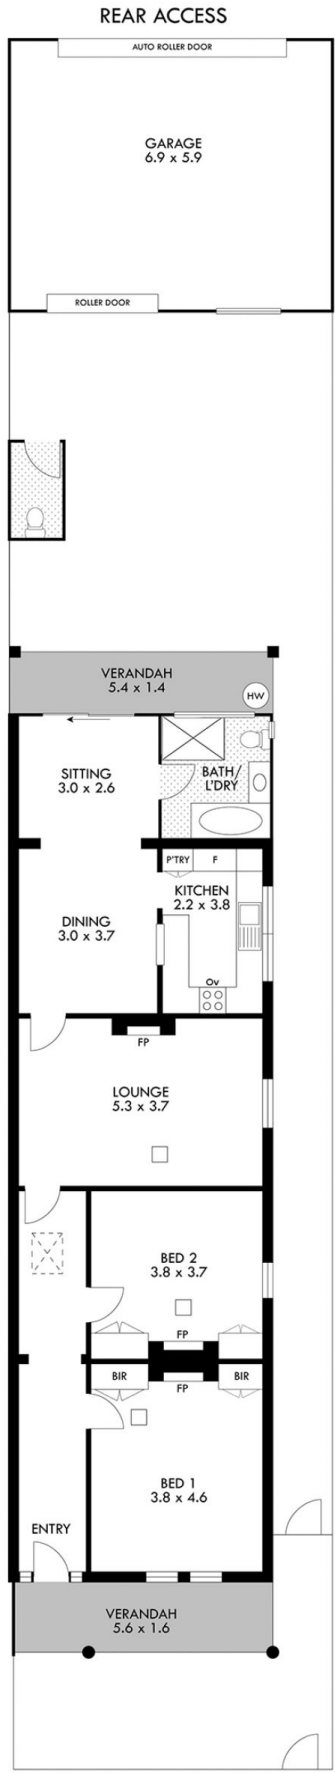 REAR ACCESS
AUTO ROLLER DOOR
GARAGE
6.9 x 5.9
ROLLER DOOR
VERANDAH
5.4 x 1.4
HW
SITTING
3.0 x 2.6
BATH/
L'DRY
P'TRY
F
KITCHEN
2.2 x 3.8
DINING
3.0 x 3.7
Ov
FP
LOUNGE
5.3 x 3.7
BED 2
3.8 x 3.7
FP
BIR
BIR
FP
BED 1
3.8 x 4.6
ENTRY
VERANDAH
5.6 x 1.6